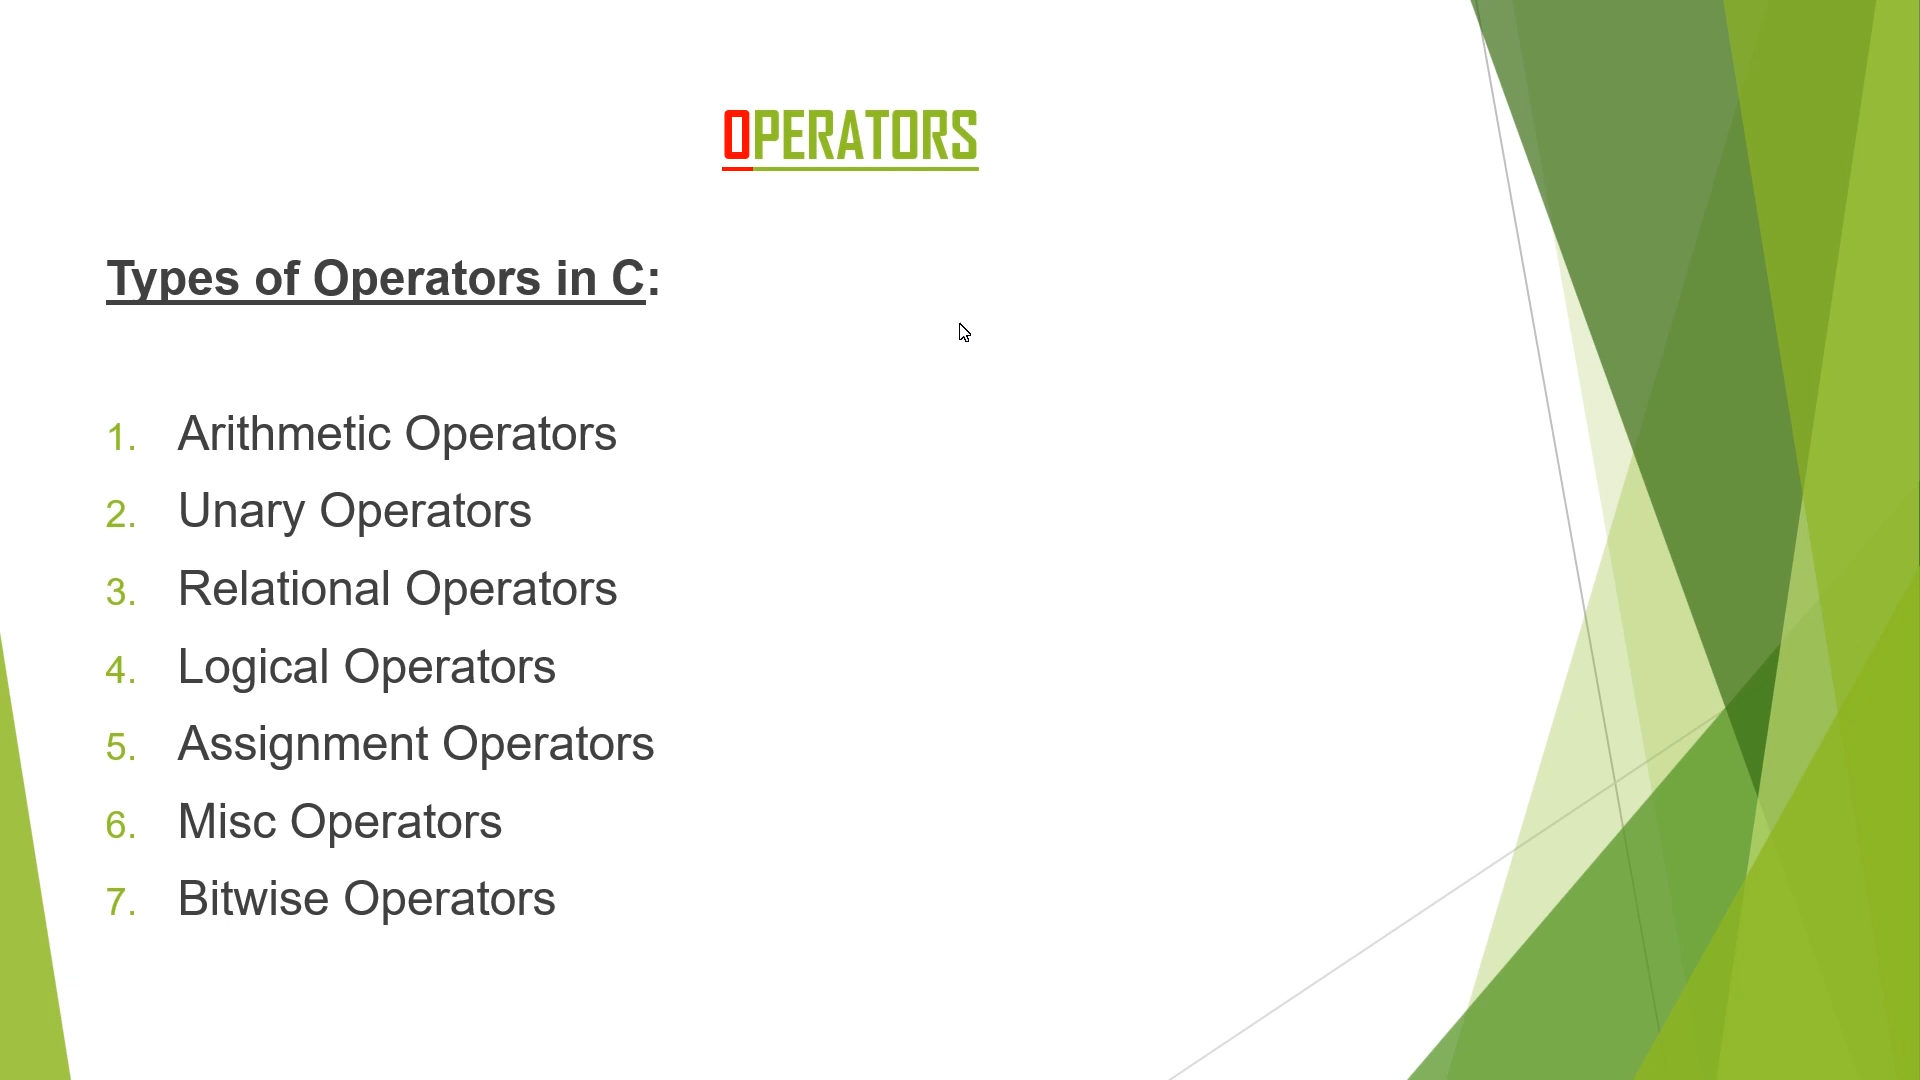 OPERATORS
Types of Operators in C:
1. Arithmetic Operators
2. Unary Operators
3. Relational Operators
4. Logical Operators
5. Assignment Operators
6. Misc Operators
7. Bitwise Operators